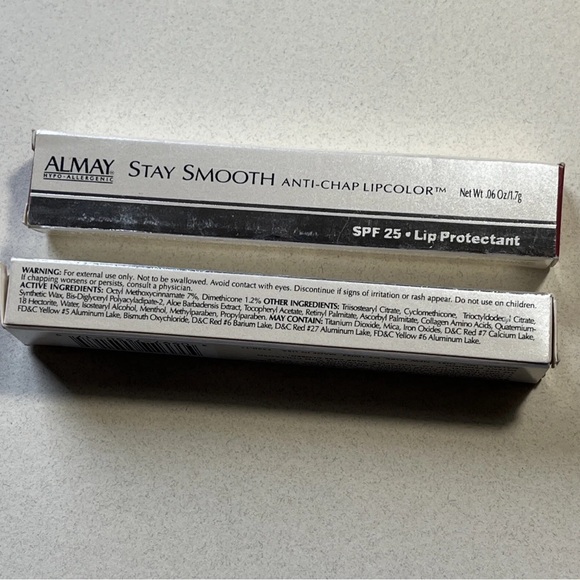 ALMAY®
HYPO-ALLERGENIC
STAY SMOOTH ANTI-CHAP LIPCOLOR™
Net Wt .06 Oz/1.7g
SPF 25 • Lip Protectant
WARNING: For external use only. Not to be swallowed. Avoid contact with eyes. Discontinue if signs of irritation or rash appear. Do not use on children.
If chapping worsens or persists, consult a physician.
ACTIVE INGREDIENTS: Octyl Methoxycinnamate 7%, Dimethicone 1.2% OTHER INGREDIENTS: Triisostearyl Citrate, Cyclomethicone, Trioctyldodecyl Citrate,
Synthetic Wax, Bis-Diglyceryl Polyacyladipate-2, Aloe Barbadensis Extract, Tocopheryl Acetate, Retinyl Palmitate, Ascorbyl Palmitate, Collagen Amino Acids, Quaternium-
18 Hectorite, Water, Isostearyl Alcohol, Menthol, Methylparaben, Propylparaben. MAY CONTAIN: Titanium Dioxide, Mica, Iron Oxides, D&C Red #7 Calcium Lake,
FD&C Yellow #5 Aluminum Lake, Bismuth Oxychloride, D&C Red #6 Barium Lake, D&C Red #27 Aluminum Lake, FD&C Yellow #6 Aluminum Lake.